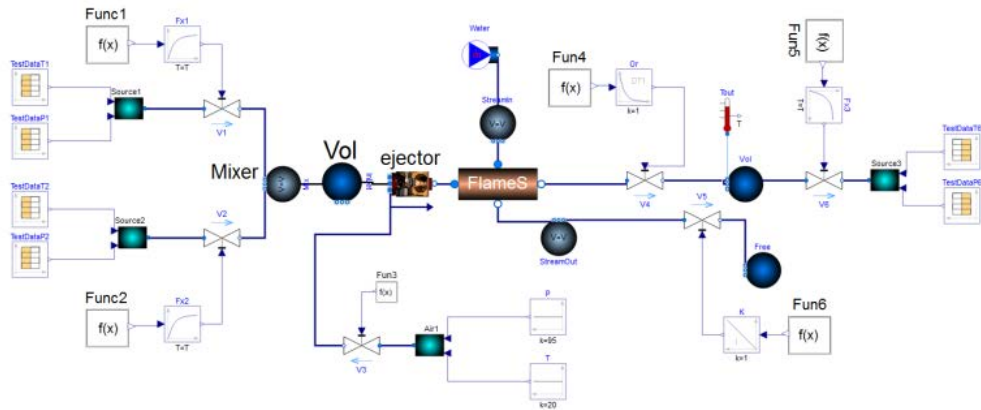 Func1
f(x)
Fx1
T=T
TestDataT1
Source1
TestDataP1
V1
Mixer
V=V
Mix
Vol
ejector
TestDataT2
Source2
TestDataP2
V2
Func2
f(x)
Fx2
T=T
Water
StreamIn
V=V
FlameS
V=V
StreamOut
Fun3
f(x)
V3
Air1
P
k=95
T
k=20
Fun4
f(x)
Dr
DT1
k=1
V4
Tout
T
Vol
V5
Free
K
k=1
Fun6
f(x)
Fun5
f(x)
Fx3
T=T
V6
Source3
TestDataT6
TestDataP6